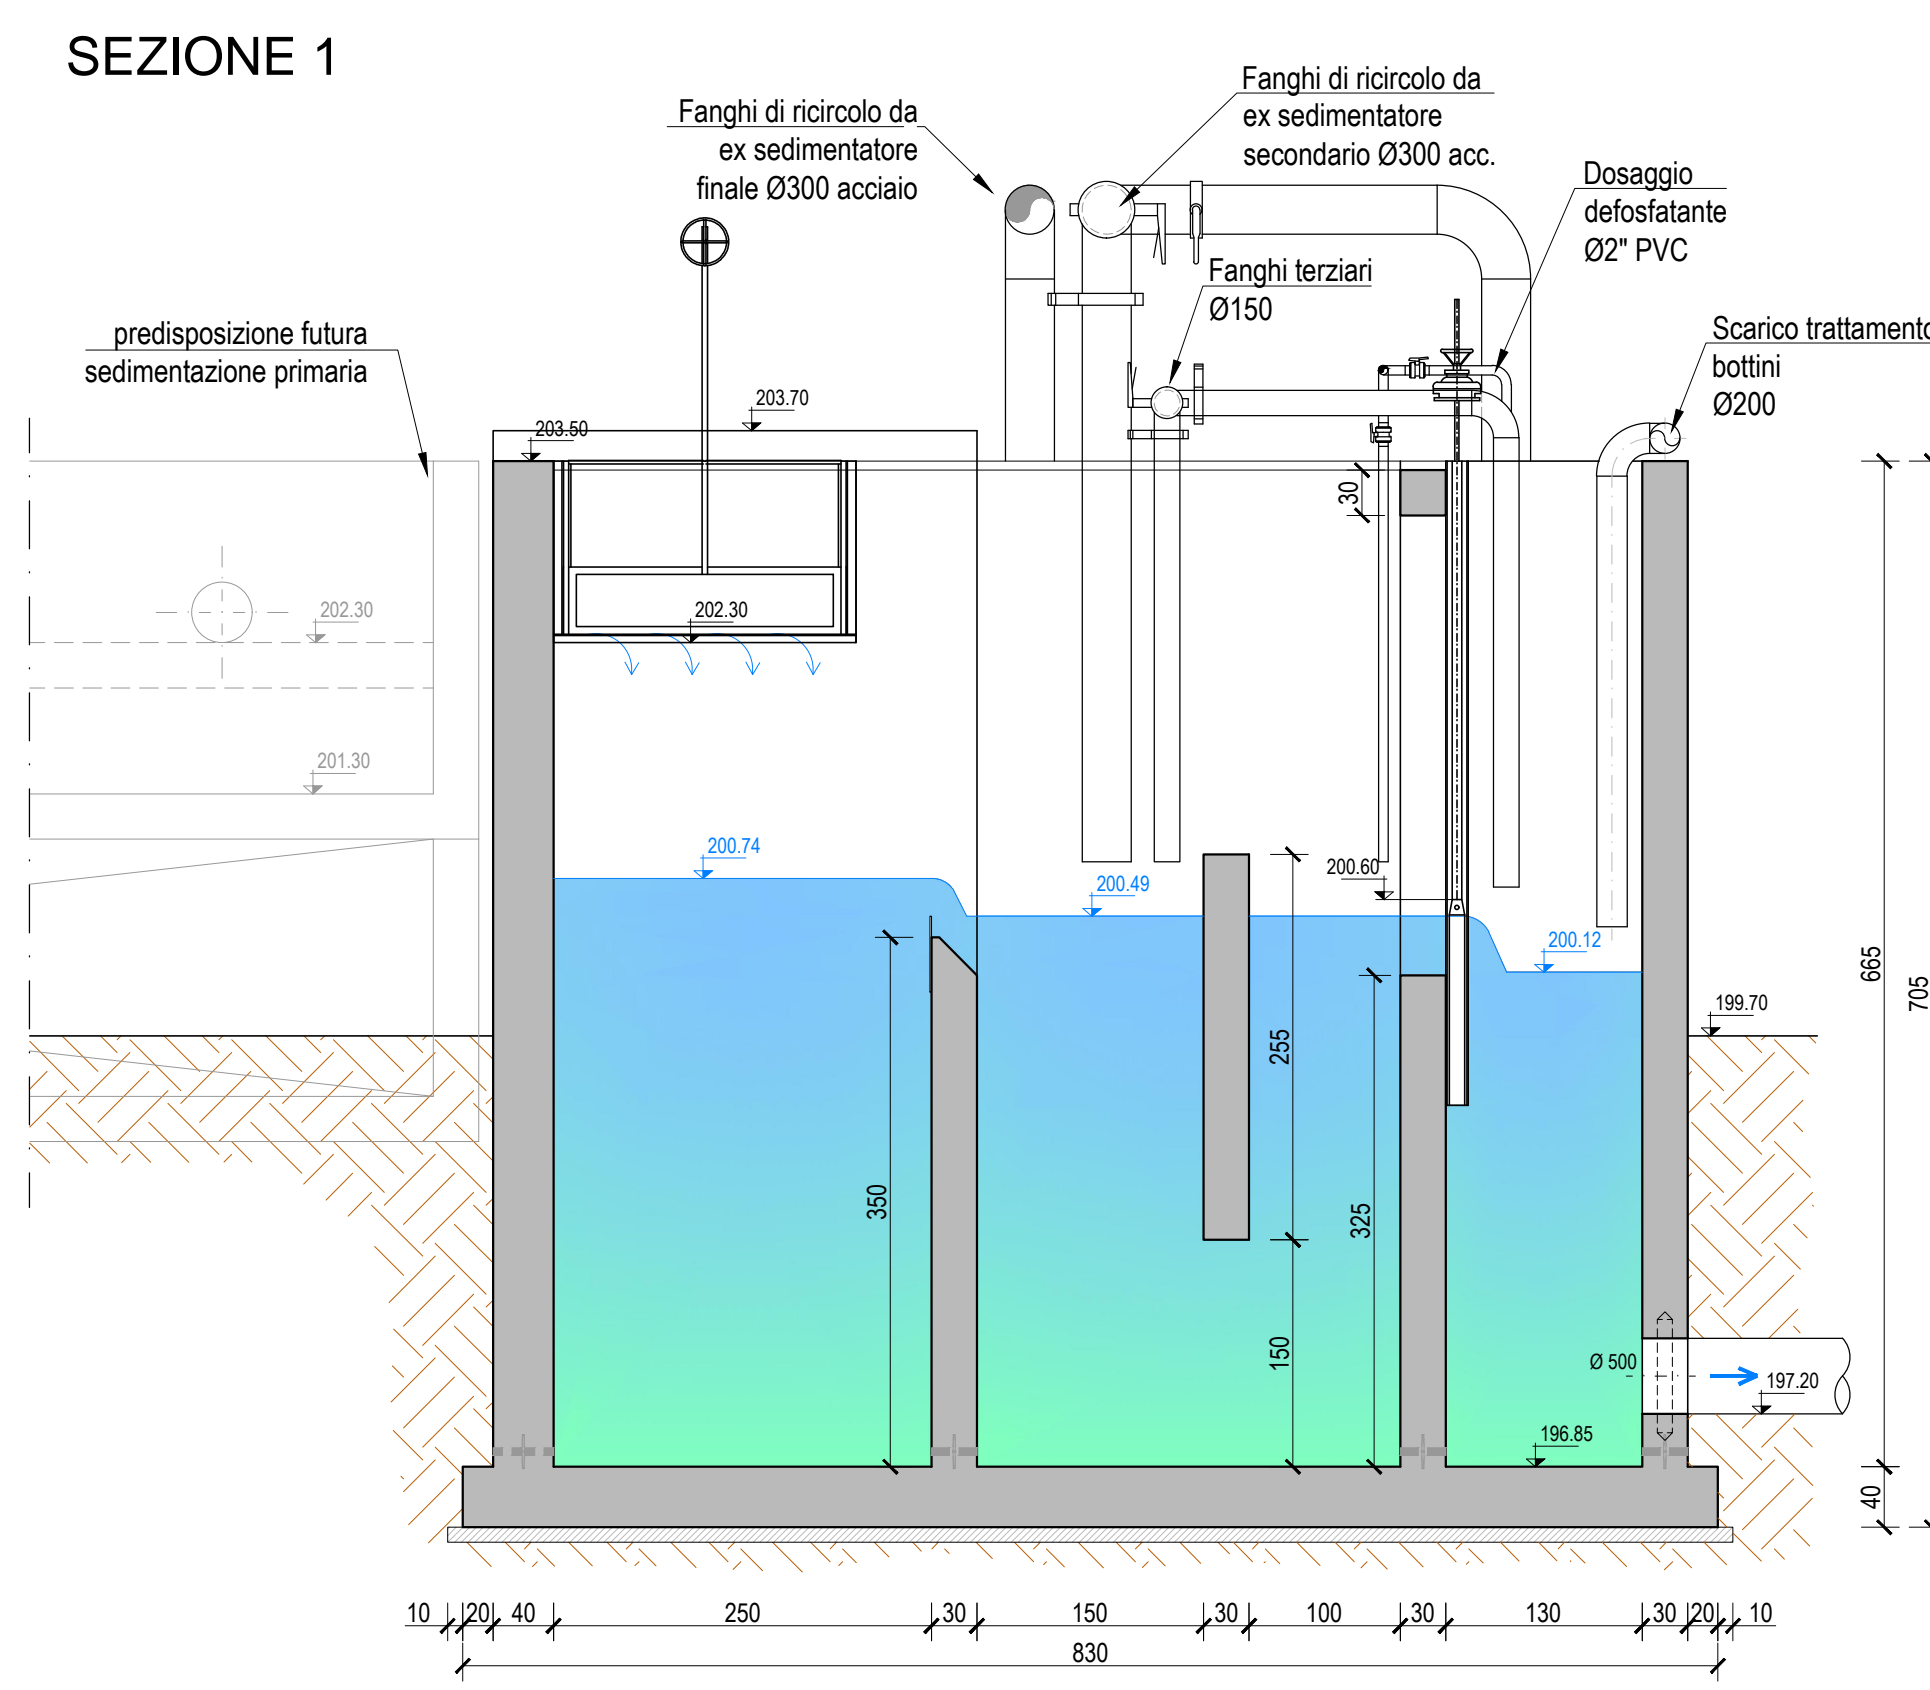 SEZIONE 1
Fanghi di ricircolo da
ex sedimentatore
finale Ø300 acciaio
Fanghi di ricircolo da
ex sedimentatore
secondario Ø300 acc.
Dosaggio
defosfatante
Ø2" PVC
Fanghi terziari
Ø150
predisposizione futura
sedimentazione primaria
Scarico trattamento
bottini
Ø200
203.70
203.50
30
202.30
202.30
201.30
200.74
200.60
200.49
200.12
199.70
665
705
255
350
325
150
Ø 500
197.20
196.85
40
10
20
40
250
30
150
30
100
30
130
30
20
10
830